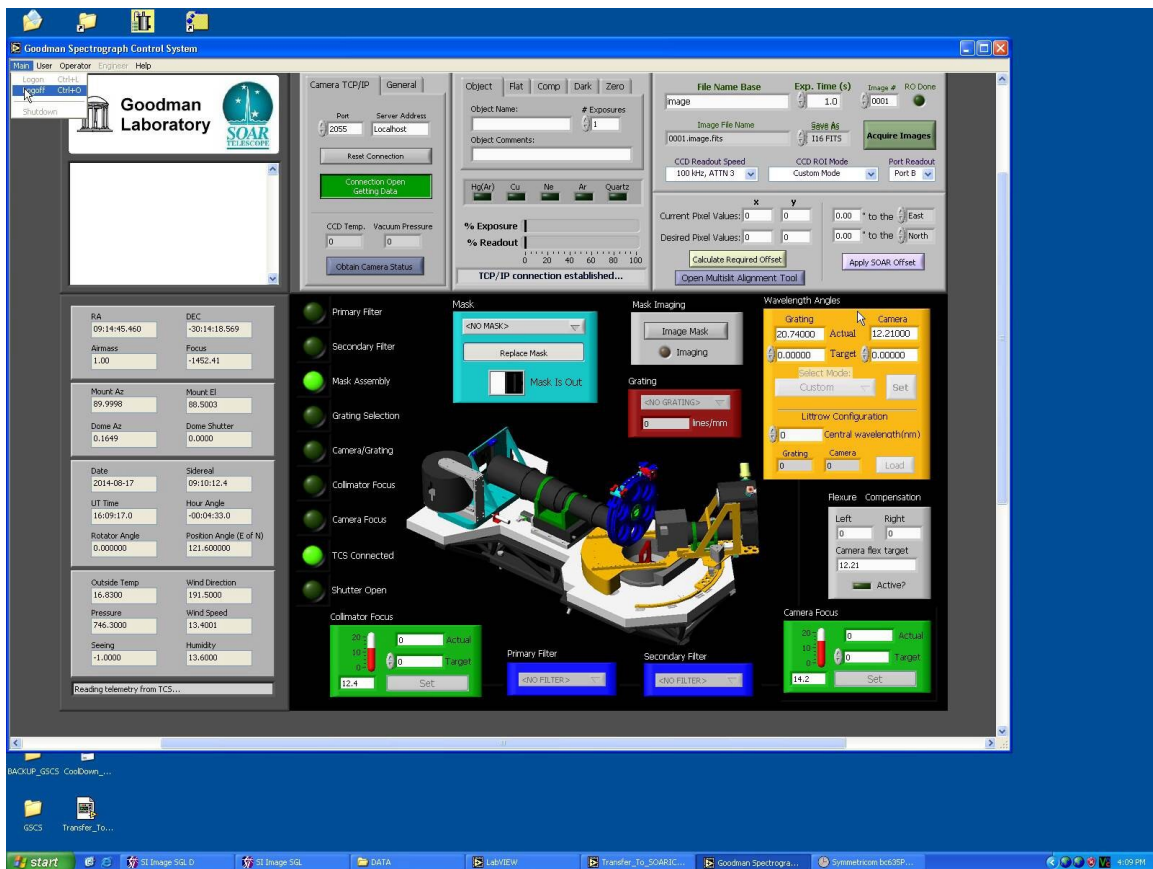 Goodman Spectrograph Control System
Main User Operator Engineer Help
Logon Ctrl+L
Logoff Ctrl+O
Shutdown
Goodman
Laboratory
SOAR
TELESCOPE
Camera TCP/IP General
Port Server Address
2055 Localhost
Reset Connection
Connection Open
Getting Data
CCD Temp. Vacuum Pressure
0 0
Obtain Camera Status
Object Flat Comp Dark Zero
Object Name: # Exposures
1
Object Comments:
Hg(Ar) Cu Ne Ar Quartz
% Exposure
% Readout
0 20 40 60 80 100
TCP/IP connection established...
File Name Base Exp. Time (s) Image # RO Done
image 1.0 0001
Image File Name Save As
0001.image.fits I16 FITS Acquire Images
CCD Readout Speed CCD ROI Mode Port Readout
100 kHz, ATTN 3 Custom Mode Port B
x y
Current Pixel Values: 0 0 0.00 " to the East
Desired Pixel Values: 0 0 0.00 " to the North
Calculate Required Offset Apply SOAR Offset
Open Multislit Alignment Tool
RA DEC
09:14:45.460 -30:14:18.569
Airmass Focus
1.00 -1452.41
Mount Az Mount El
89.9998 88.5003
Dome Az Dome Shutter
0.1649 0.0000
Date Sidereal
2014-08-17 09:10:12.4
UT Time Hour Angle
16:09:17.0 -00:04:33.0
Rotator Angle Position Angle (E of N)
0.000000 121.600000
Outside Temp Wind Direction
16.8300 191.5000
Pressure Wind Speed
746.3000 13.4001
Seeing Humidity
-1.0000 13.6000
Reading telemetry from TCS...
Primary Filter
Secondary Filter
Mask Assembly
Grating Selection
Camera/Grating
Collimator Focus
Camera Focus
TCS Connected
Shutter Open
Mask
<NO MASK>
Replace Mask
Mask Is Out
Mask Imaging
Image Mask
Imaging
Grating
<NO GRATING>
0 lines/mm
Wavelength Angles
Grating Camera
20.74000 Actual 12.21000
0.00000 Target 0.00000
Select Mode:
Custom Set
Littrow Configuration
0 Central wavelength(nm)
Grating Camera
0 0 Load
Flexure Compensation
Left Right
0 0
Camera flex target
12.21
Active?
Collimator Focus
20 0 Actual
10
0 0 Target
12.4 Set
Primary Filter
<NO FILTER>
Secondary Filter
<NO FILTER>
Camera Focus
20 0 Actual
10
0 0 Target
14.2 Set
BACKUP_GSCS CoolDown_...
GSCS Transfer_To...
start SI Image SGL D SI Image SGL DATA LabVIEW Transfer_To_SOARIC... Goodman Spectrogra... Symmetricom bc635P... 4:09 PM